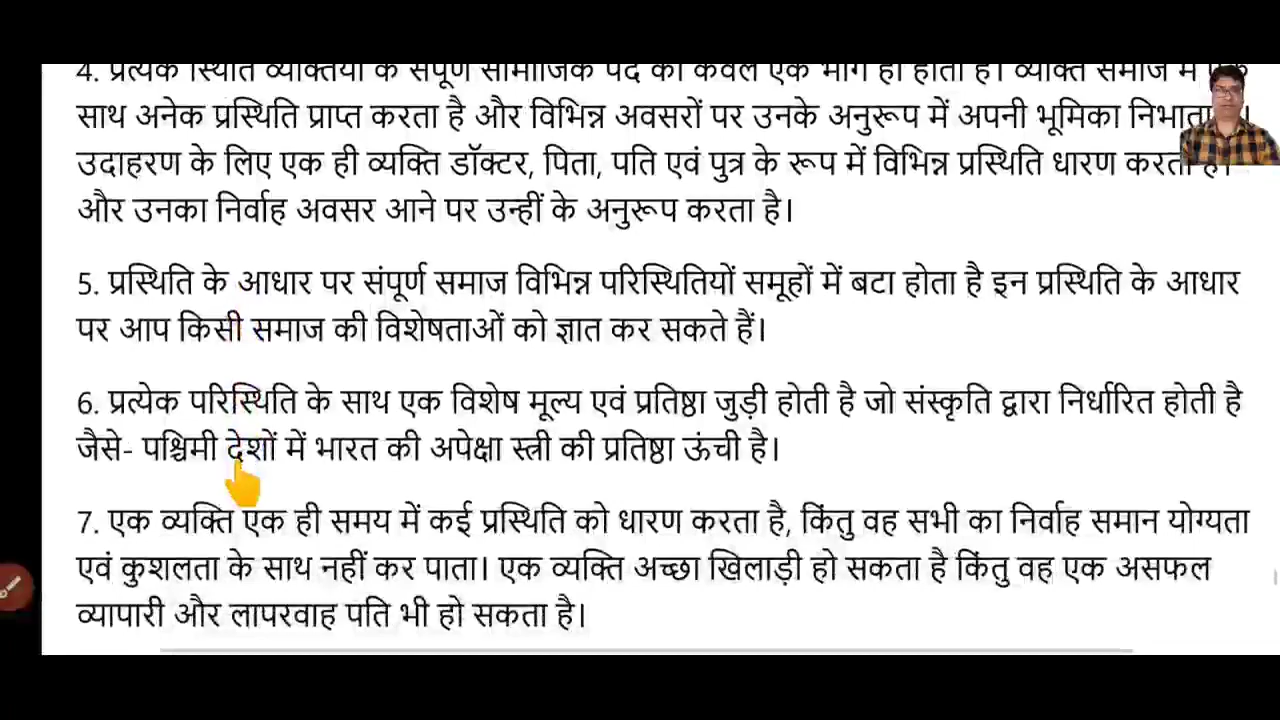 4. प्रत्येक स्थिति व्यक्तियों के संपूर्ण सामाजिक पद का केवल एक भाग ही होता है। व्यक्ति समाज में एक
साथ अनेक प्रस्थिति प्राप्त करता है और विभिन्न अवसरों पर उनके अनुरूप में अपनी भूमिका
उदाहरण के लिए एक ही व्यक्ति डॉक्टर, पिता, पति एवं पुत्र के रूप में विभिन्न प्रस्थिति धारण करता है।
और उनका निर्वाह अवसर आने पर उन्हीं के अनुरूप करता है।
5. प्रस्थिति के आधार पर संपूर्ण समाज विभिन्न परिस्थितियों समूहों में बटा होता है इन प्रस्थिति के आधार
पर आप किसी समाज की विशेषताओं को ज्ञात कर सकते हैं।
6. प्रत्येक परिस्थिति के साथ एक विशेष मूल्य एवं प्रतिष्ठा जुड़ी होती है जो संस्कृति द्वारा निर्धारित होती है
जैसे- पश्चिमी देशों में भारत की अपेक्षा स्त्री की प्रतिष्ठा ऊंची है।
7. एक व्यक्ति एक ही समय में कई प्रस्थिति को धारण करता है, किंतु वह सभी का निर्वाह समान योग्यता
एवं कुशलता के साथ नहीं कर पाता। एक व्यक्ति अच्छा खिलाड़ी हो सकता है किंतु वह एक असफल
व्यापारी और लापरवाह पति भी हो सकता है।